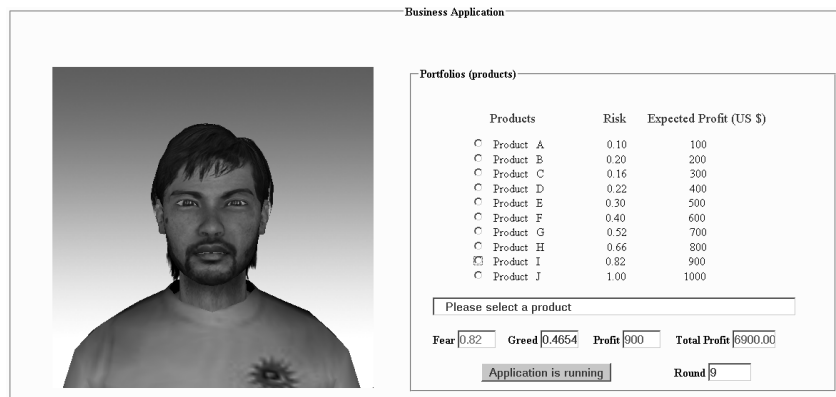 Business Application
Portfolios (products)
Products Risk Expected Profit (US $)
Product A 0.10 100
Product B 0.20 200
Product C 0.16 300
Product D 0.22 400
Product E 0.30 500
Product F 0.40 600
Product G 0.52 700
Product H 0.66 800
Product I 0.82 900
Product J 1.00 1000
Please select a product
Fear 0.82 Greed 0.4654 Profit 900 Total Profit 6900.00
Application is running Round 9